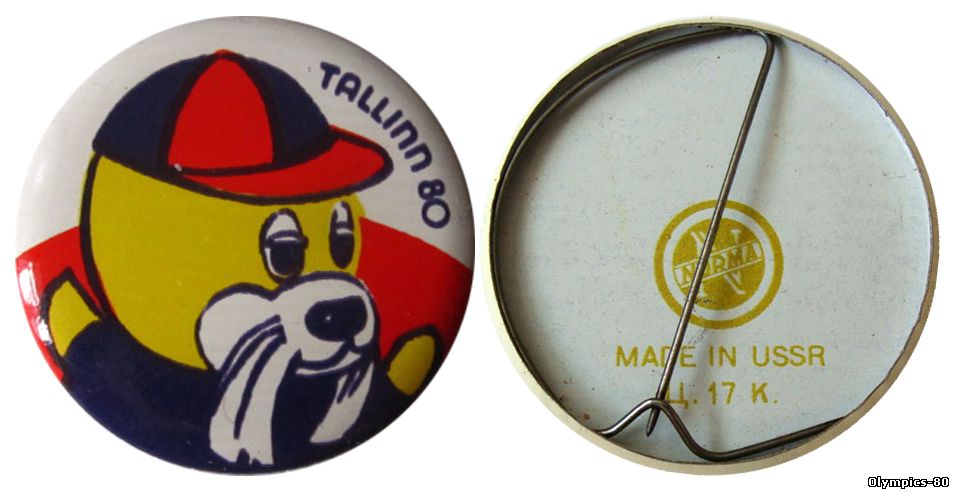 TALLINN 80
NORMA
MADE IN USSR
Ц. 17 К.
Olympics-80